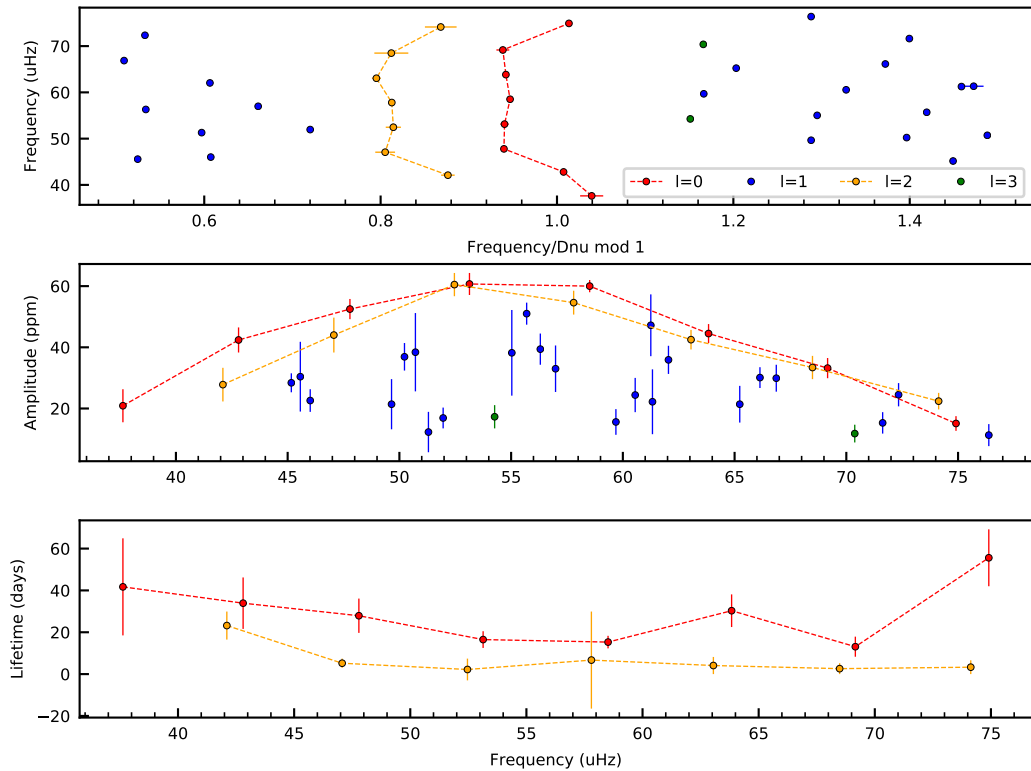 Frequency (uHz)
70
60
50
40
l=0 l=1 l=2 l=3
0.6 0.8 1.0 1.2 1.4
Frequency/Dnu mod 1
Amplitude (ppm)
60
40
20
40 45 50 55 60 65 70 75
Lifetime (days)
60
40
20
0
−20
40 45 50 55 60 65 70 75
Frequency (uHz)